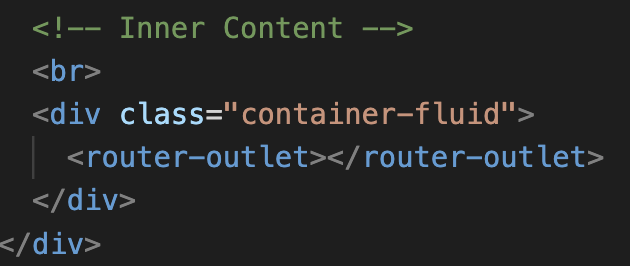 <!-- Inner Content -->
<br>
<div class="container-fluid">
<router-outlet></router-outlet>
</div>
</div>